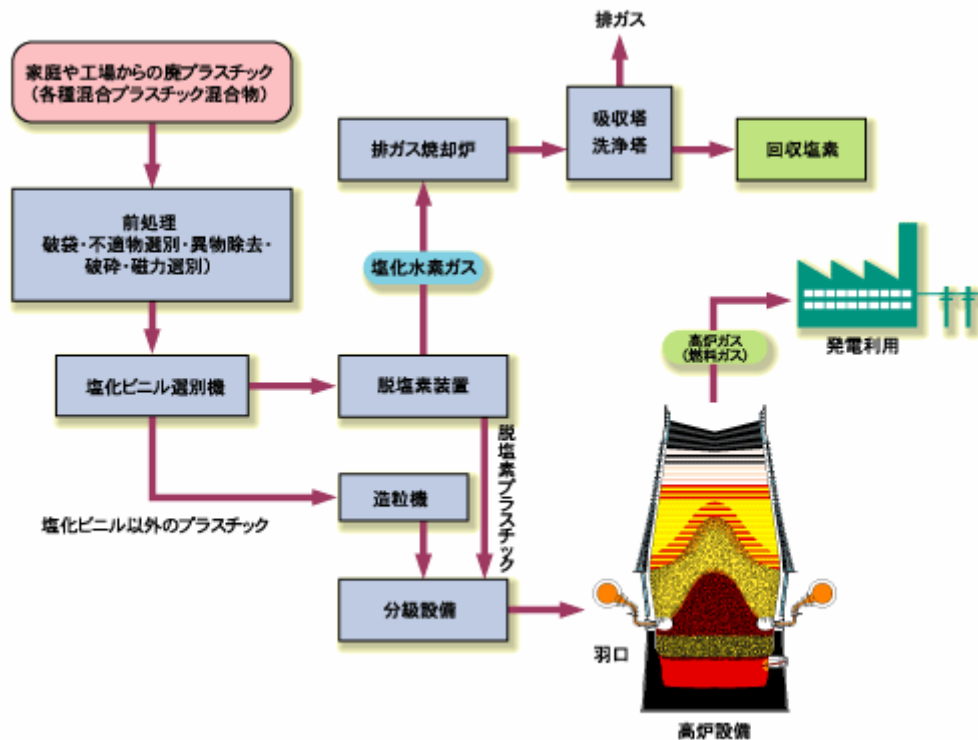 排ガス
家庭や工場からの廃プラスチック
（各種混合プラスチック混合物）
排ガス焼却炉
吸収塔
洗浄塔
回収塩素
前処理
破袋・不適物選別・異物除去・
破砕・磁力選別）
塩化水素ガス
高炉ガス
（燃料ガス）
発電利用
塩化ビニル選別機
脱塩素装置
脱塩素プラスチック
造粒機
塩化ビニル以外のプラスチック
分級設備
羽口
高炉設備